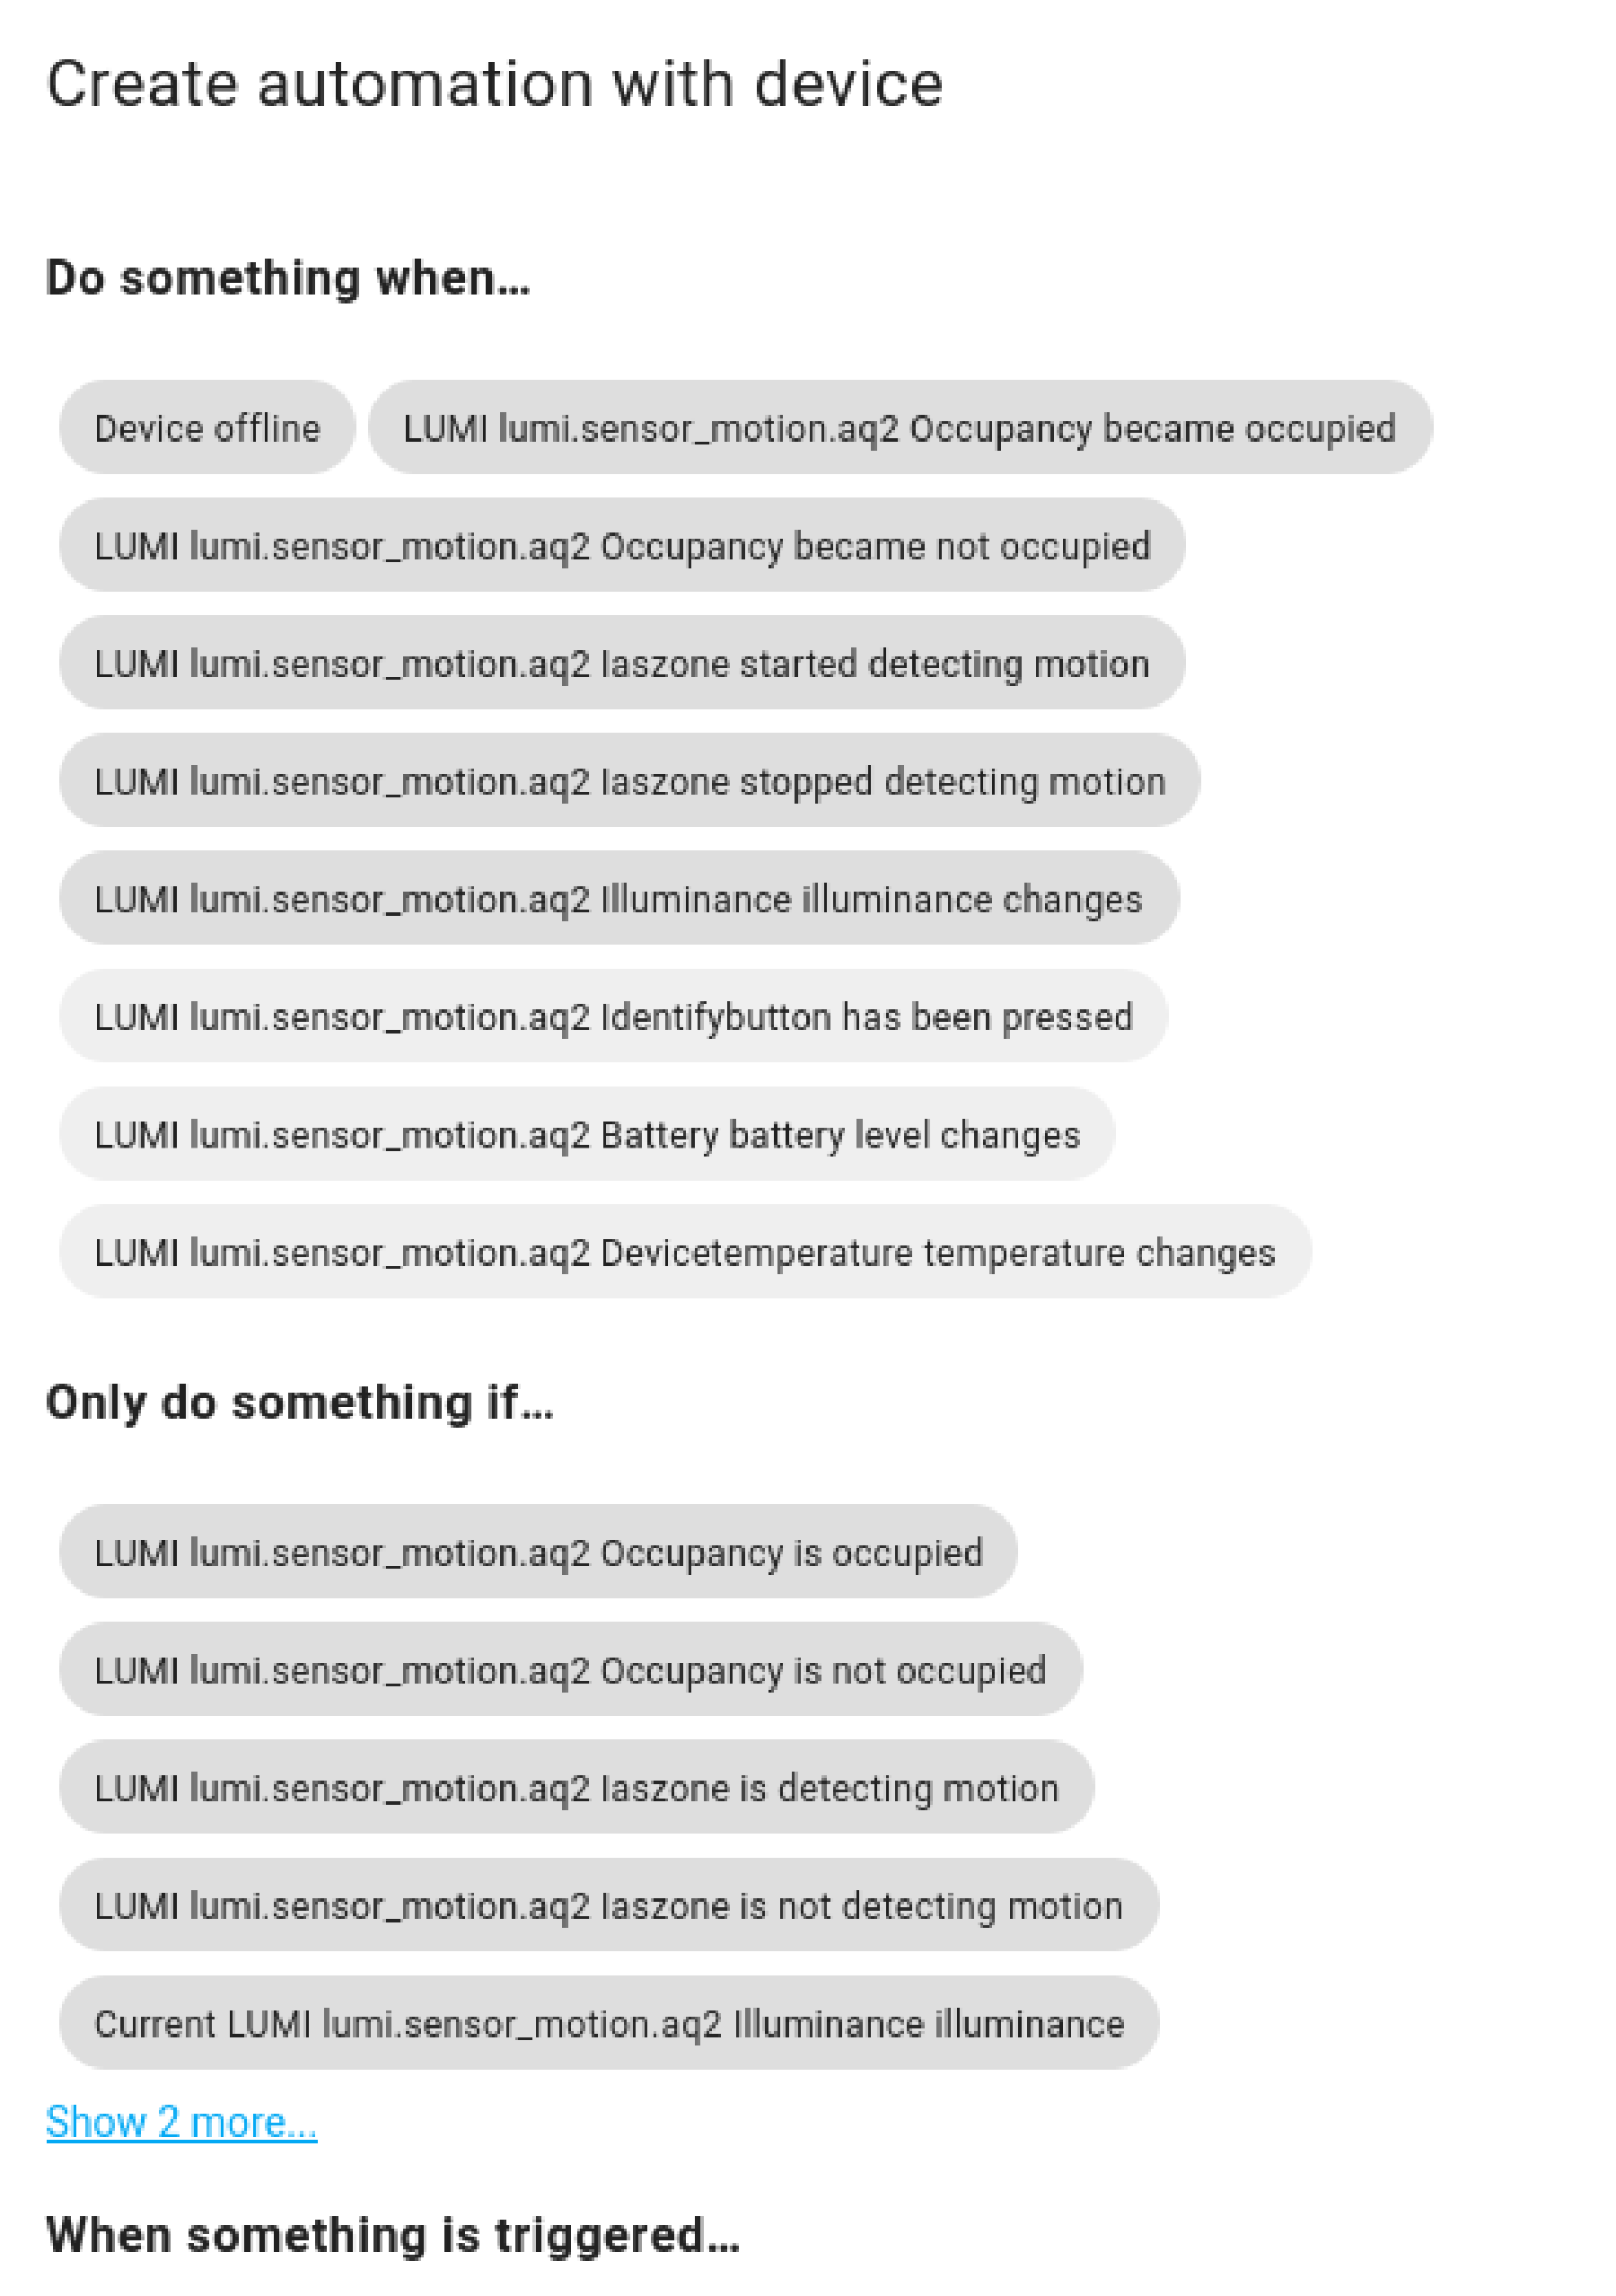 Create automation with device
Do something when...
Device offline LUMI lumi.sensor_motion.aq2 Occupancy became occupied
LUMI lumi.sensor_motion.aq2 Occupancy became not occupied
LUMI lumi.sensor_motion.aq2 Iaszone started detecting motion
LUMI lumi.sensor_motion.aq2 Iaszone stopped detecting motion
LUMI lumi.sensor_motion.aq2 Illuminance illuminance changes
LUMI lumi.sensor_motion.aq2 Identifybutton has been pressed
LUMI lumi.sensor_motion.aq2 Battery battery level changes
LUMI lumi.sensor_motion.aq2 Devicetemperature temperature changes
Only do something if...
LUMI lumi.sensor_motion.aq2 Occupancy is occupied
LUMI lumi.sensor_motion.aq2 Occupancy is not occupied
LUMI lumi.sensor_motion.aq2 Iaszone is detecting motion
LUMI lumi.sensor_motion.aq2 Iaszone is not detecting motion
Current LUMI lumi.sensor_motion.aq2 Illuminance illuminance
Show 2 more...
When something is triggered...